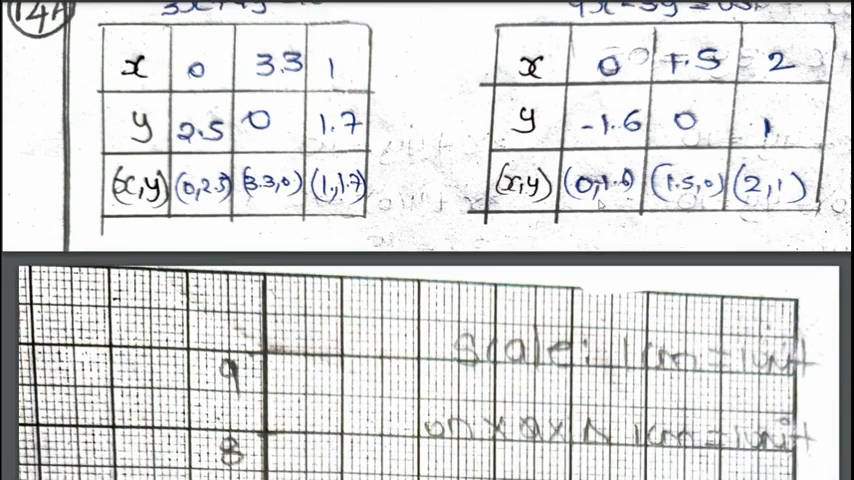 14A
x 0 3.3 1
y 2.5 0 1.7
(x,y) (0,2.5) (3.3,0) (1,1.7)
x 0 1.5 2
y -1.6 0 1
(x,y) (0,-1.6) (1.5,0) (2,1)
9
scale: 1cm = 1unit
8
on x axis 1cm = 1unit